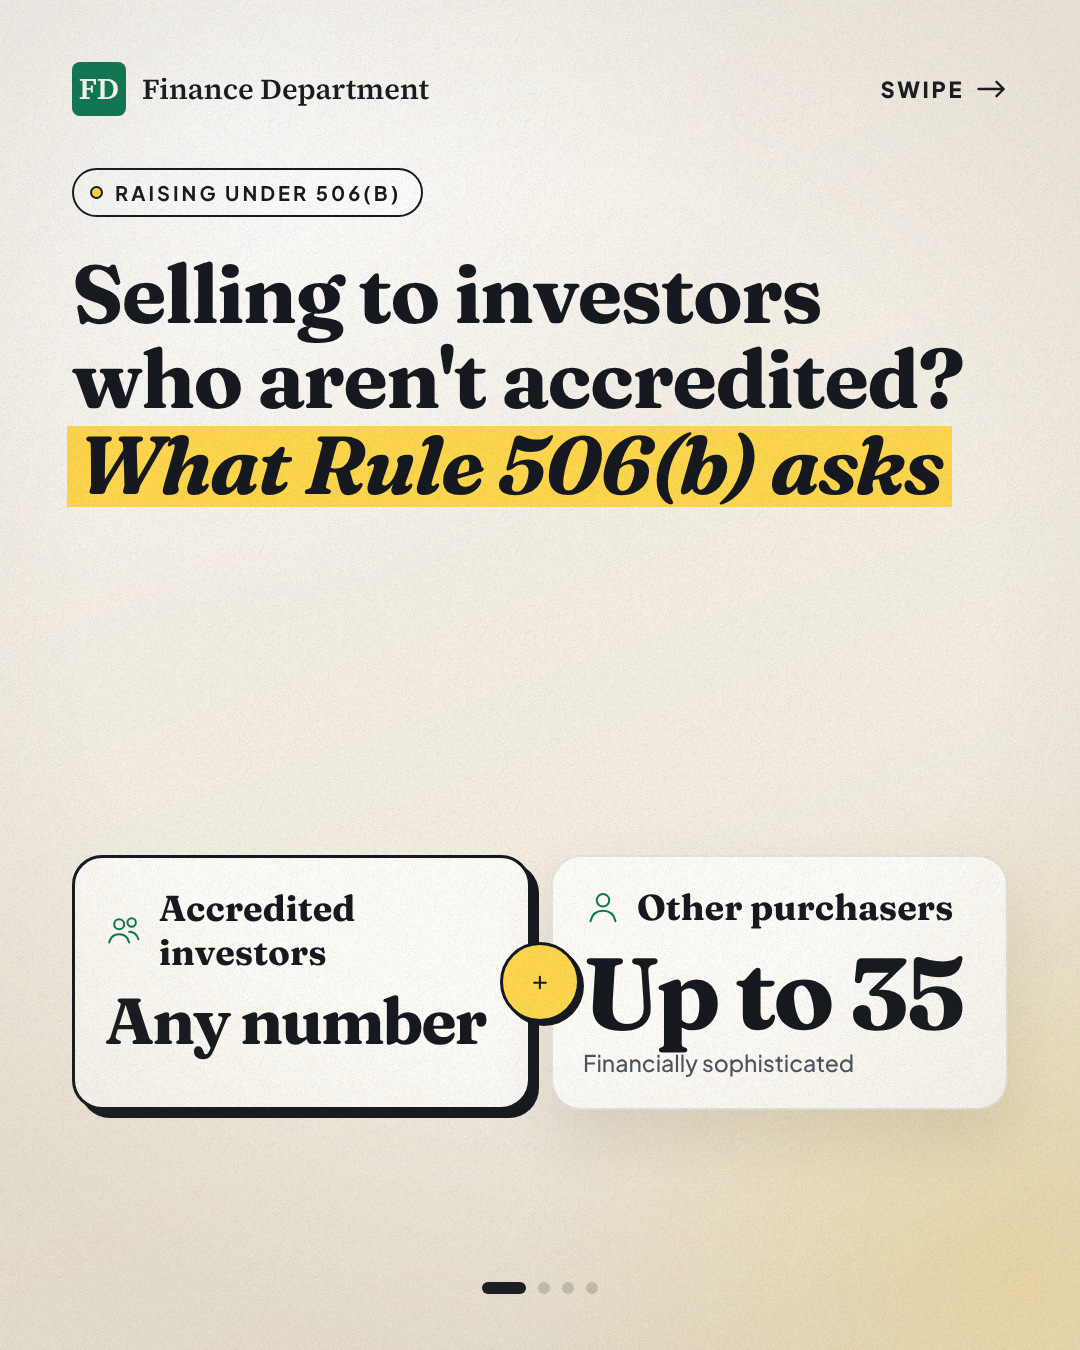 FD Finance Department
SWIPE →
RAISING UNDER 506(B)
Selling to investors
who aren't accredited?
What Rule 506(b) asks
Accredited
investors
Any number
+
Other purchasers
Up to 35
Financially sophisticated